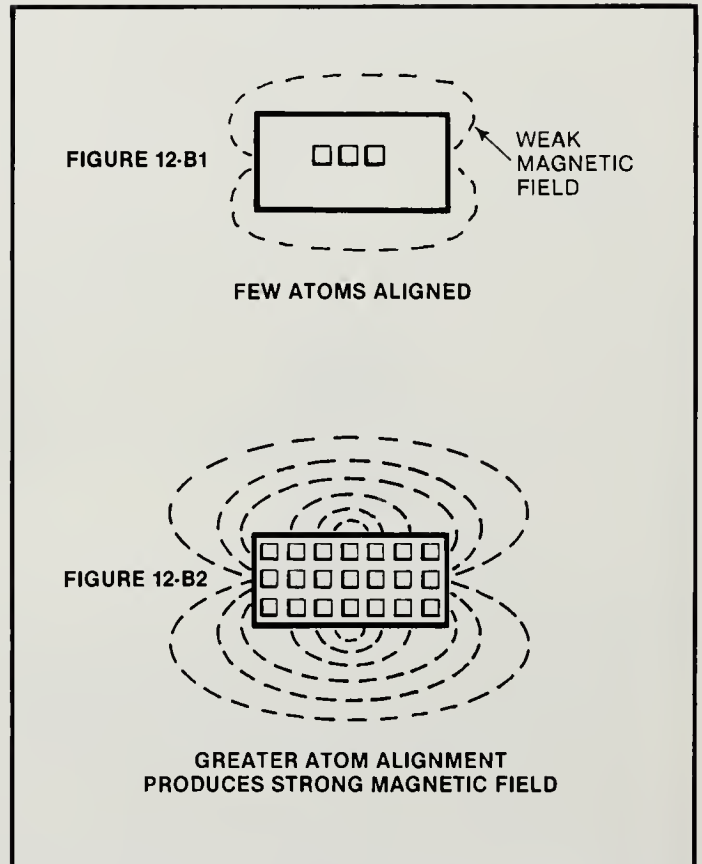 FIGURE 12-B1
WEAK
MAGNETIC
FIELD
FEW ATOMS ALIGNED
FIGURE 12-B2
GREATER ATOM ALIGNMENT
PRODUCES STRONG MAGNETIC FIELD